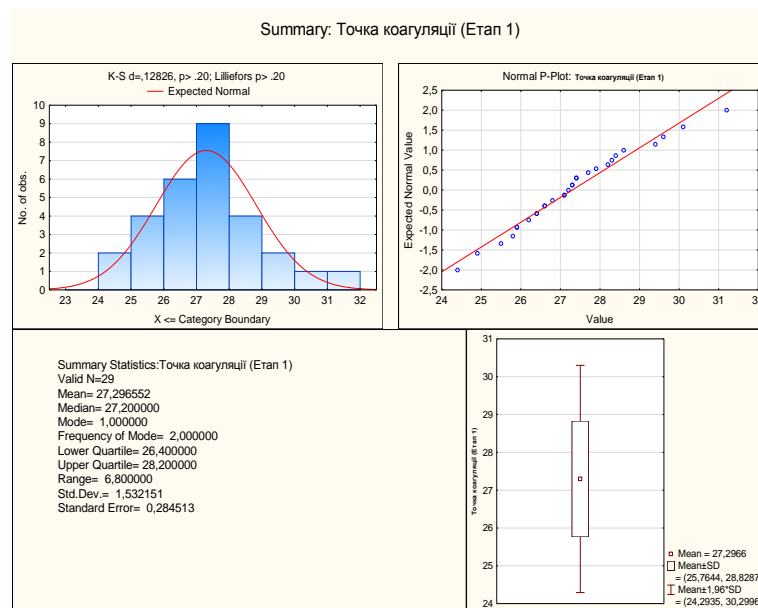 Summary: Точка коагуляції (Етап 1)
K-S d=,12826, p> .20; Lilliefors p> .20
Expected Normal
10
9
8
7
6
5
4
3
2
1
0
No. of obs.
23 24 25 26 27 28 29 30 31 32
X <= Category Boundary
Normal P-Plot: Точка коагуляції (Етап 1)
2,5
2,0
1,5
1,0
0,5
0,0
-0,5
-1,0
-1,5
-2,0
-2,5
Expected Normal Value
24 25 26 27 28 29 30 31
Value
Summary Statistics:Точка коагуляції (Етап 1)
Valid N=29
Mean= 27,296552
Median= 27,200000
Mode= 1,000000
Frequency of Mode= 2,000000
Lower Quartile= 26,400000
Upper Quartile= 28,200000
Range= 6,800000
Std.Dev.= 1,532151
Standard Error= 0,284513
31
30
29
28
27
26
25
24
Точка коагуляції (Етап 1)
Mean = 27,2966
Mean±SD
= (25,7644, 28,8287
Mean±1,96*SD
= (24,2935, 30,2996